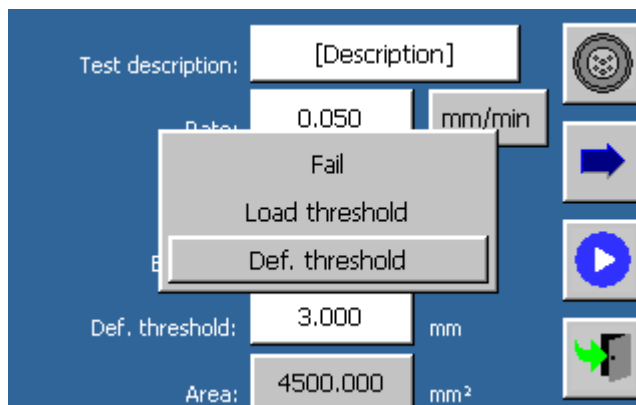 Test description: [Description]
Rate: 0.050 mm/min
Fail
Load threshold
Def. threshold
Def. threshold: 3.000 mm
Area: 4500.000 mm²